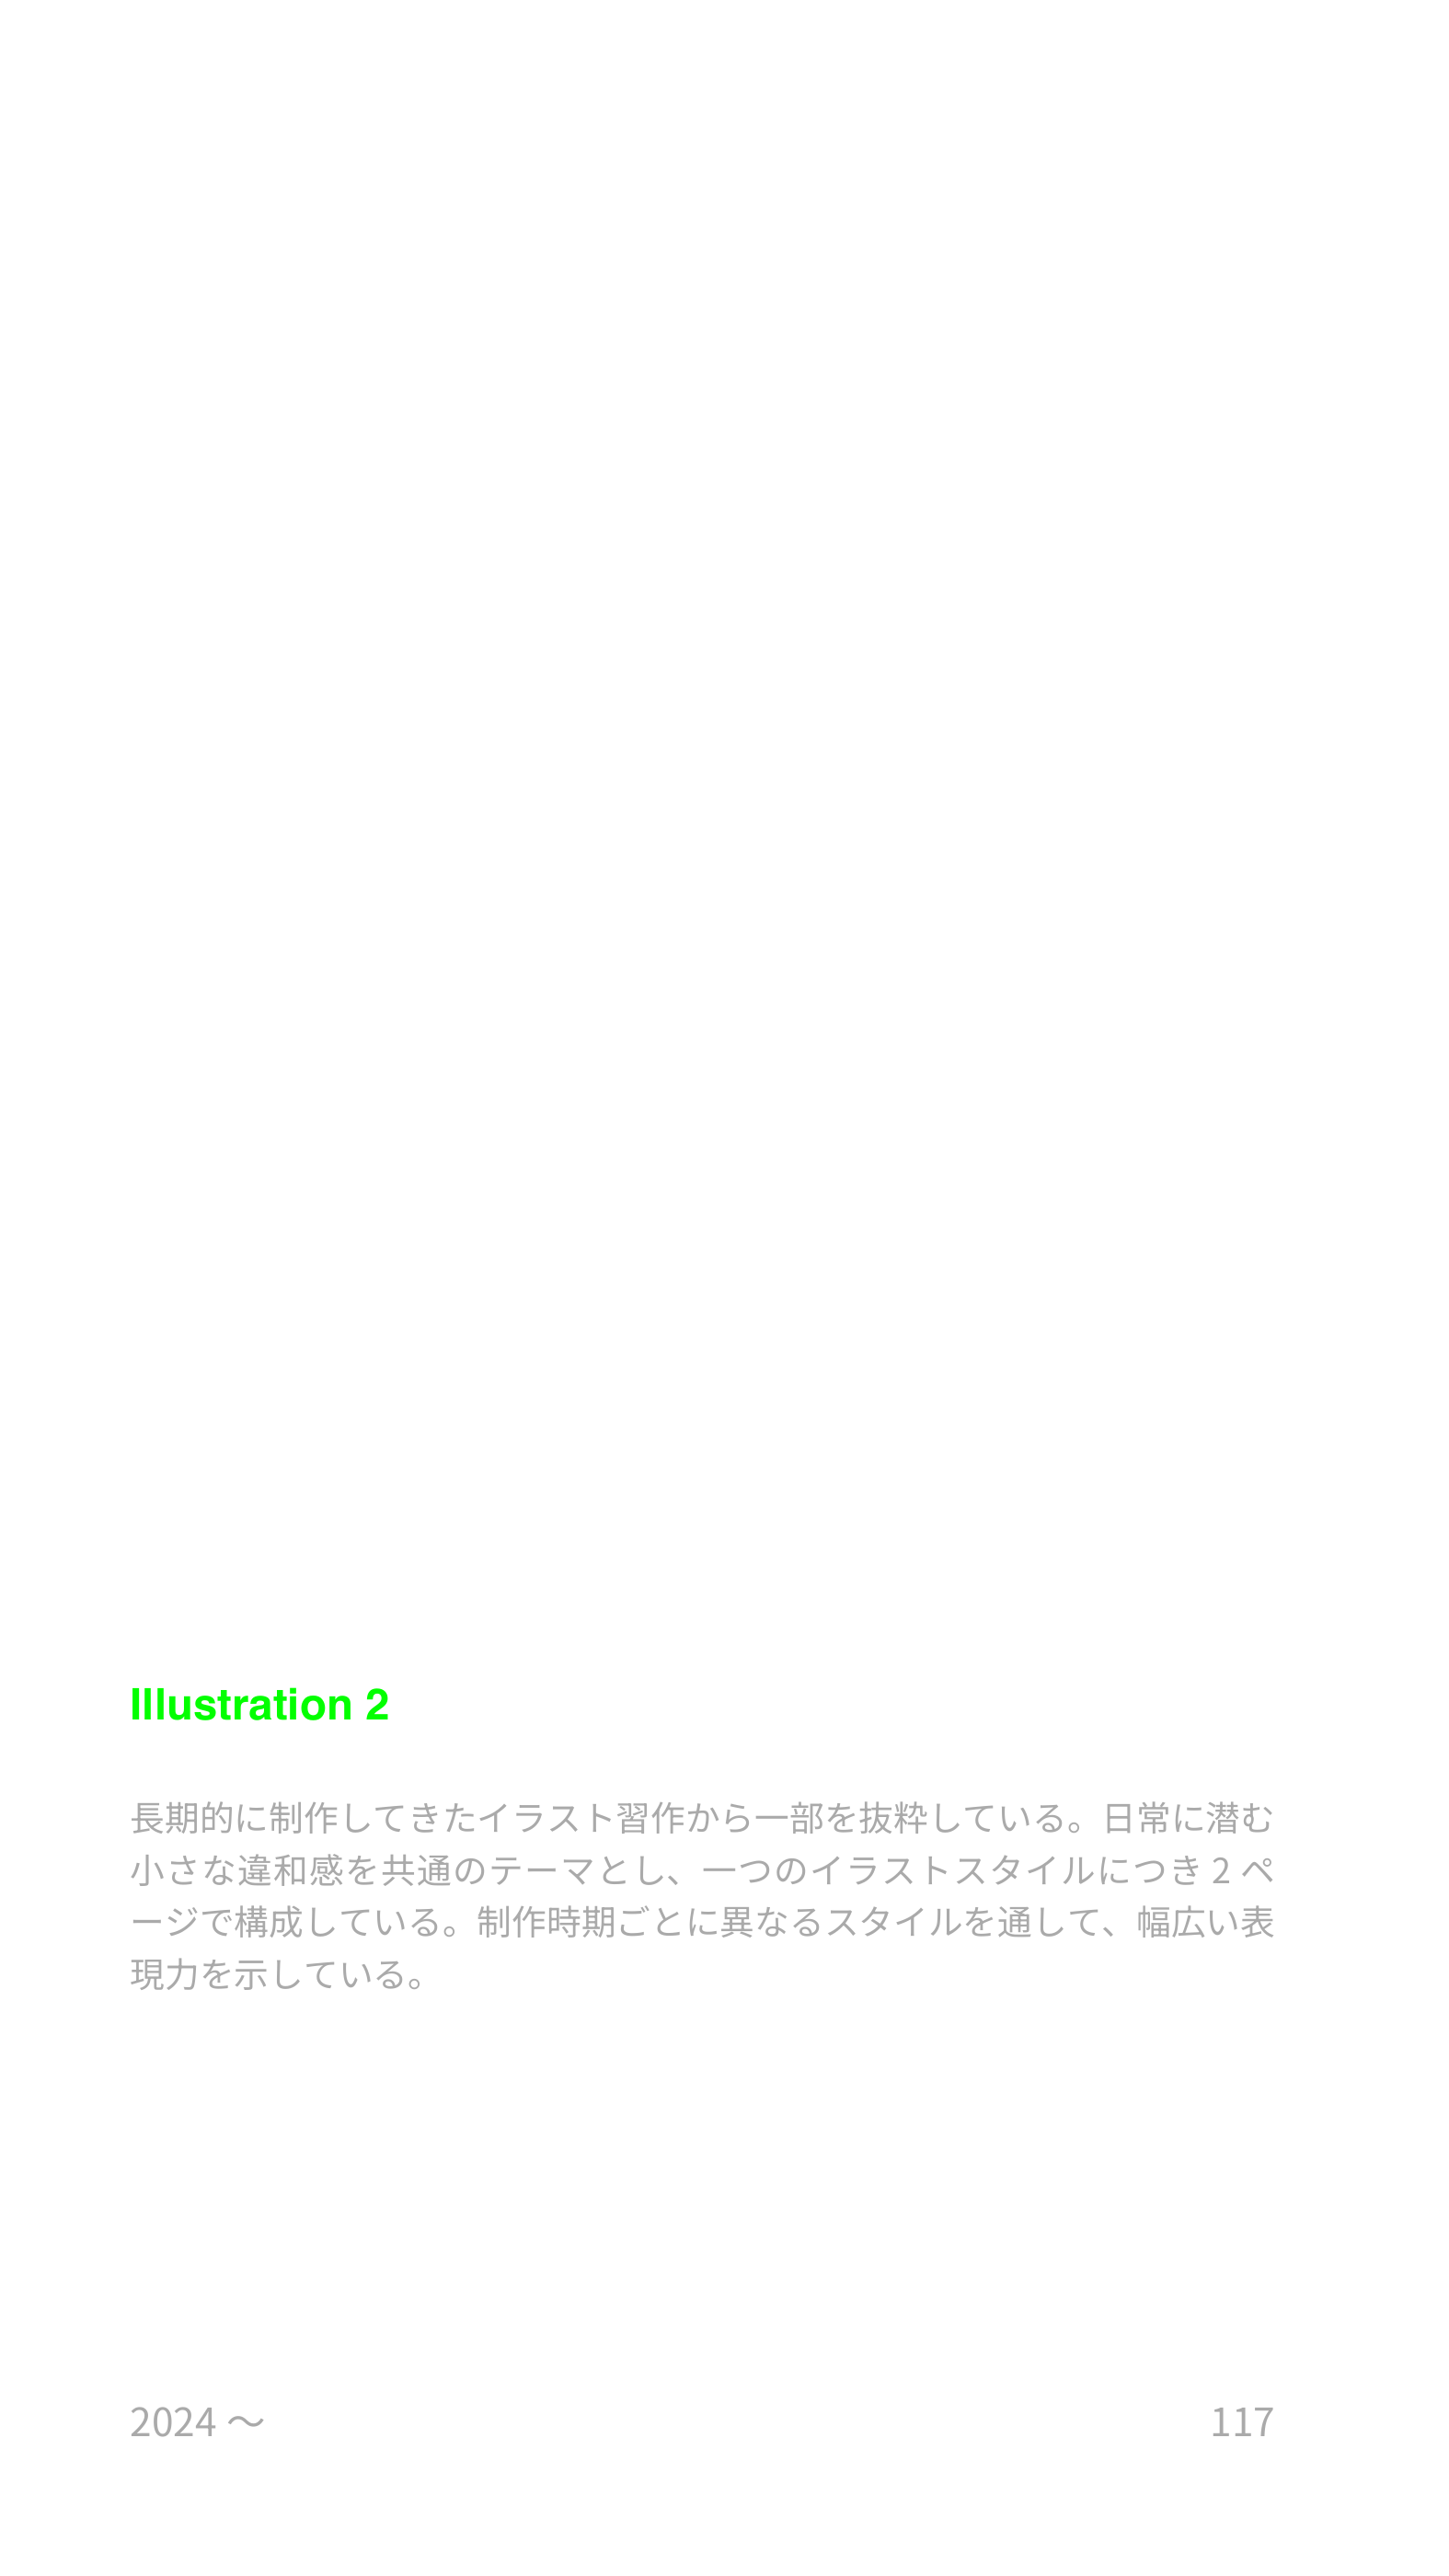 Illustration 2
長期的に制作してきたイラスト習作から一部を抜粋している。日常に潜む
小さな違和感を共通のテーマとし、一つのイラストスタイルにつき 2 ペ
ージで構成している。制作時期ごとに異なるスタイルを通して、幅広い表
現力を示している。
2024 〜
117